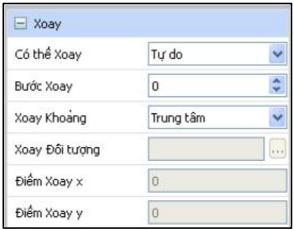 Xoay
Có thể Xoay Tự do
Bước Xoay 0
Xoay Khoảng Trung tâm
Xoay Đối tượng ...
Điểm Xoay x 0
Điểm Xoay y 0